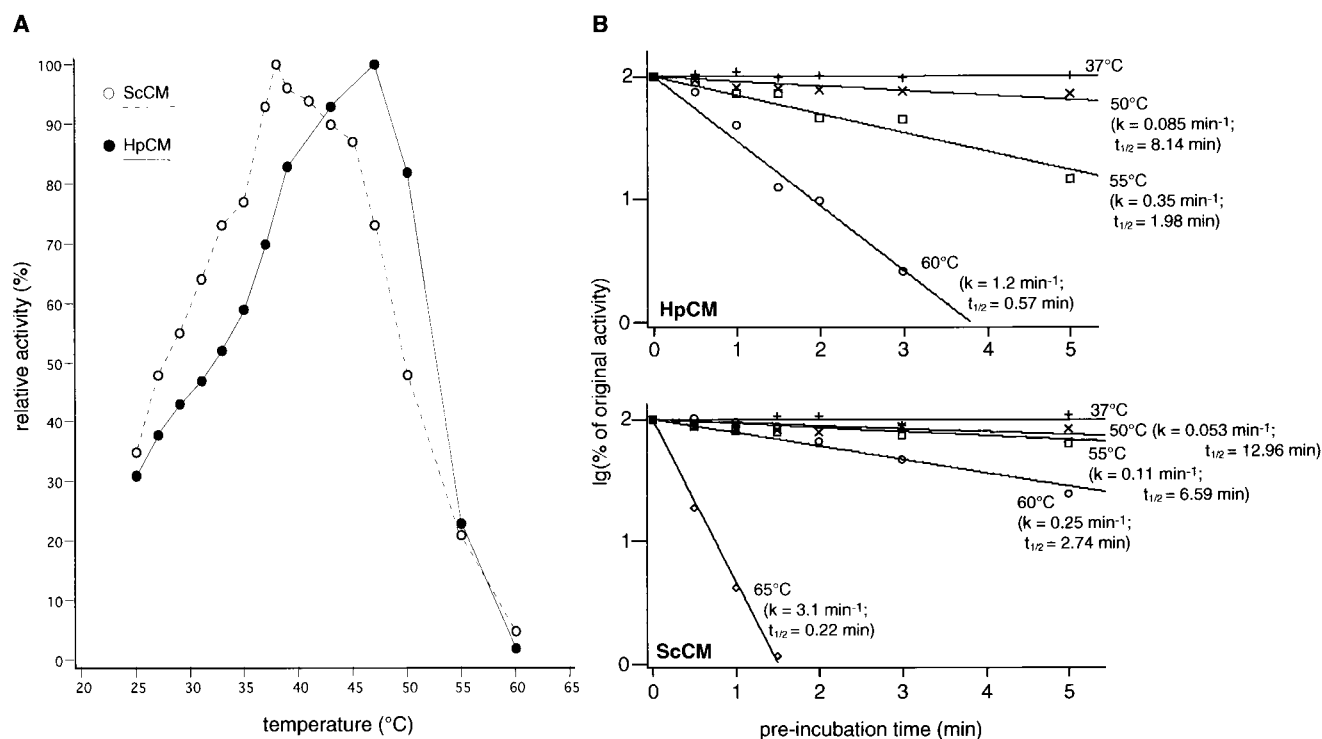 A
100
90
80
70
60
50
40
30
20
10
0
relative activity (%)
ScCM
HpCM
20 25 30 35 40 45 50 55 60 65
temperature (°C)
B
lg(% of original activity)
2
1
0
37°C
50°C
(k = 0.085 min-1;
t1/2 = 8.14 min)
55°C
(k = 0.35 min-1;
t1/2 = 1.98 min)
60°C
(k = 1.2 min-1;
t1/2 = 0.57 min)
HpCM
0 1 2 3 4 5
2
1
0
37°C
50°C (k = 0.053 min-1;
t1/2 = 12.96 min)
55°C
(k = 0.11 min-1;
t1/2 = 6.59 min)
60°C
(k = 0.25 min-1;
t1/2 = 2.74 min)
65°C
(k = 3.1 min-1;
t1/2 = 0.22 min)
ScCM
0 1 2 3 4 5
pre-incubation time (min)